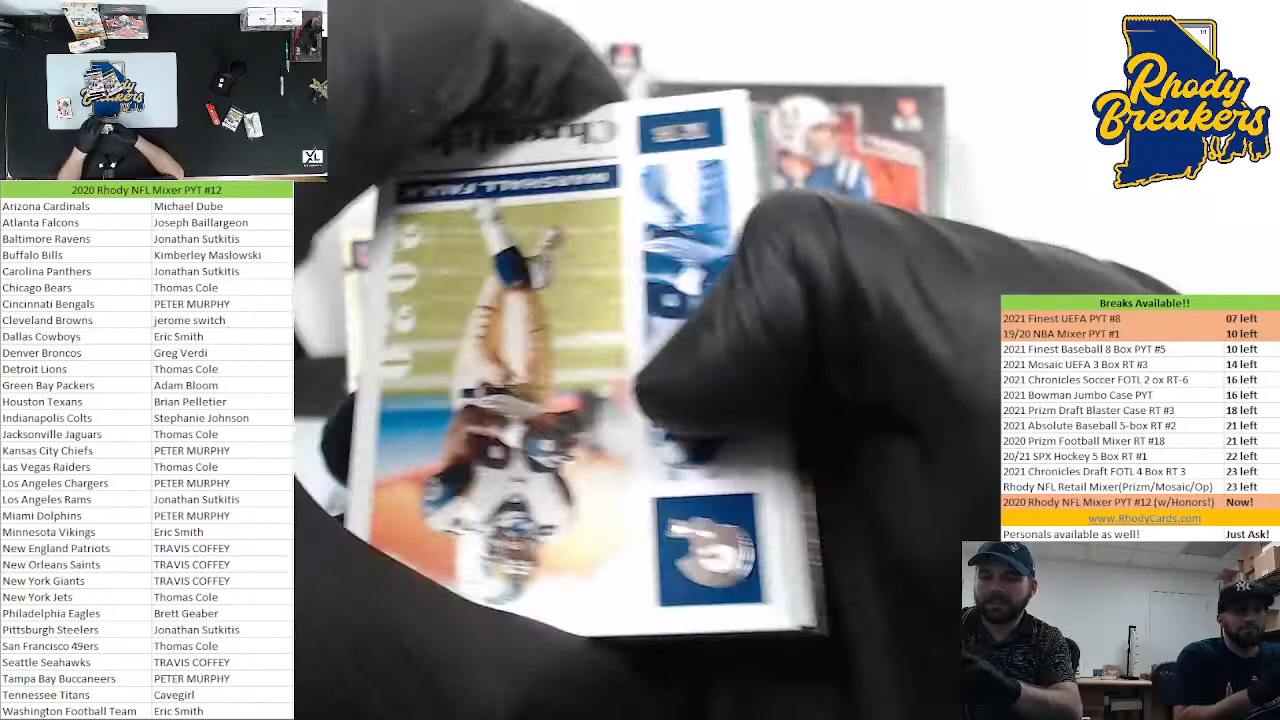 Rhody
Breakers
XL
Rhody
Breakers
Chronicles
MARSHALL FAULK
2020 Rhody NFL Mixer PYT #12
Arizona Cardinals Michael Dube
Atlanta Falcons Joseph Baillargeon
Baltimore Ravens Jonathan Sutkitis
Buffalo Bills Kimberley Maslowski
Carolina Panthers Jonathan Sutkitis
Chicago Bears Thomas Cole
Cincinnati Bengals PETER MURPHY
Cleveland Browns jerome switch
Dallas Cowboys Eric Smith
Denver Broncos Greg Verdi
Detroit Lions Thomas Cole
Green Bay Packers Adam Bloom
Houston Texans Brian Pelletier
Indianapolis Colts Stephanie Johnson
Jacksonville Jaguars Thomas Cole
Kansas City Chiefs PETER MURPHY
Las Vegas Raiders Thomas Cole
Los Angeles Chargers PETER MURPHY
Los Angeles Rams Jonathan Sutkitis
Miami Dolphins PETER MURPHY
Minnesota Vikings Eric Smith
New England Patriots TRAVIS COFFEY
New Orleans Saints TRAVIS COFFEY
New York Giants TRAVIS COFFEY
New York Jets Thomas Cole
Philadelphia Eagles Brett Geaber
Pittsburgh Steelers Jonathan Sutkitis
San Francisco 49ers Thomas Cole
Seattle Seahawks TRAVIS COFFEY
Tampa Bay Buccaneers PETER MURPHY
Tennessee Titans Cavegirl
Washington Football Team Eric Smith
Breaks Available!!
2021 Finest UEFA PYT #8 07 left
19/20 NBA Mixer PYT #1 10 left
2021 Finest Baseball 8 Box PYT #5 10 left
2021 Mosaic UEFA 3 Box RT #3 14 left
2021 Chronicles Soccer FOTL 2 ox RT-6 16 left
2021 Bowman Jumbo Case PYT 16 left
2021 Prizm Draft Blaster Case RT #3 18 left
2021 Absolute Baseball 5-box RT #2 21 left
2020 Prizm Football Mixer RT #18 21 left
20/21 SPX Hockey 5 Box RT #1 22 left
2021 Chronicles Draft FOTL 4 Box RT 3 23 left
Rhody NFL Retail Mixer(Prizm/Mosaic/Op) 23 left
2020 Rhody NFL Mixer PYT #12 (w/Honors!) Now!
www.RhodyCards.com
Personals available as well! Just Ask!